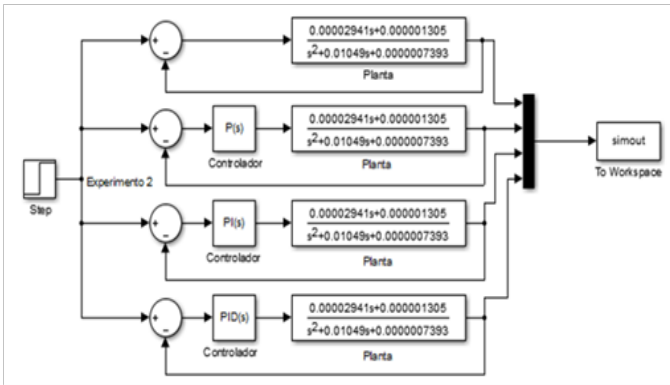 0.00002941s+0.000001305
s2+0.01049s+0.0000007393
Planta
P(s)
Controlador
0.00002941s+0.000001305
s2+0.01049s+0.0000007393
Planta
simout
To Workspace
Step
Experimento 2
PI(s)
Controlador
0.00002941s+0.000001305
s2+0.01049s+0.0000007393
Planta
PID(s)
Controlador
0.00002941s+0.000001305
s2+0.01049s+0.0000007393
Planta